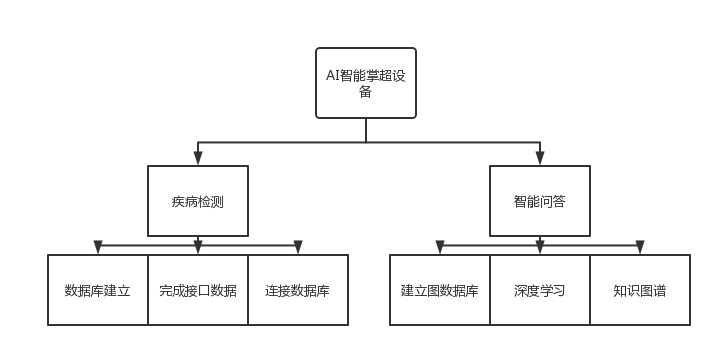 AI智能掌超设
备
疾病检测
智能问答
数据库建立
完成接口数据
连接数据库
建立图数据库
深度学习
知识图谱